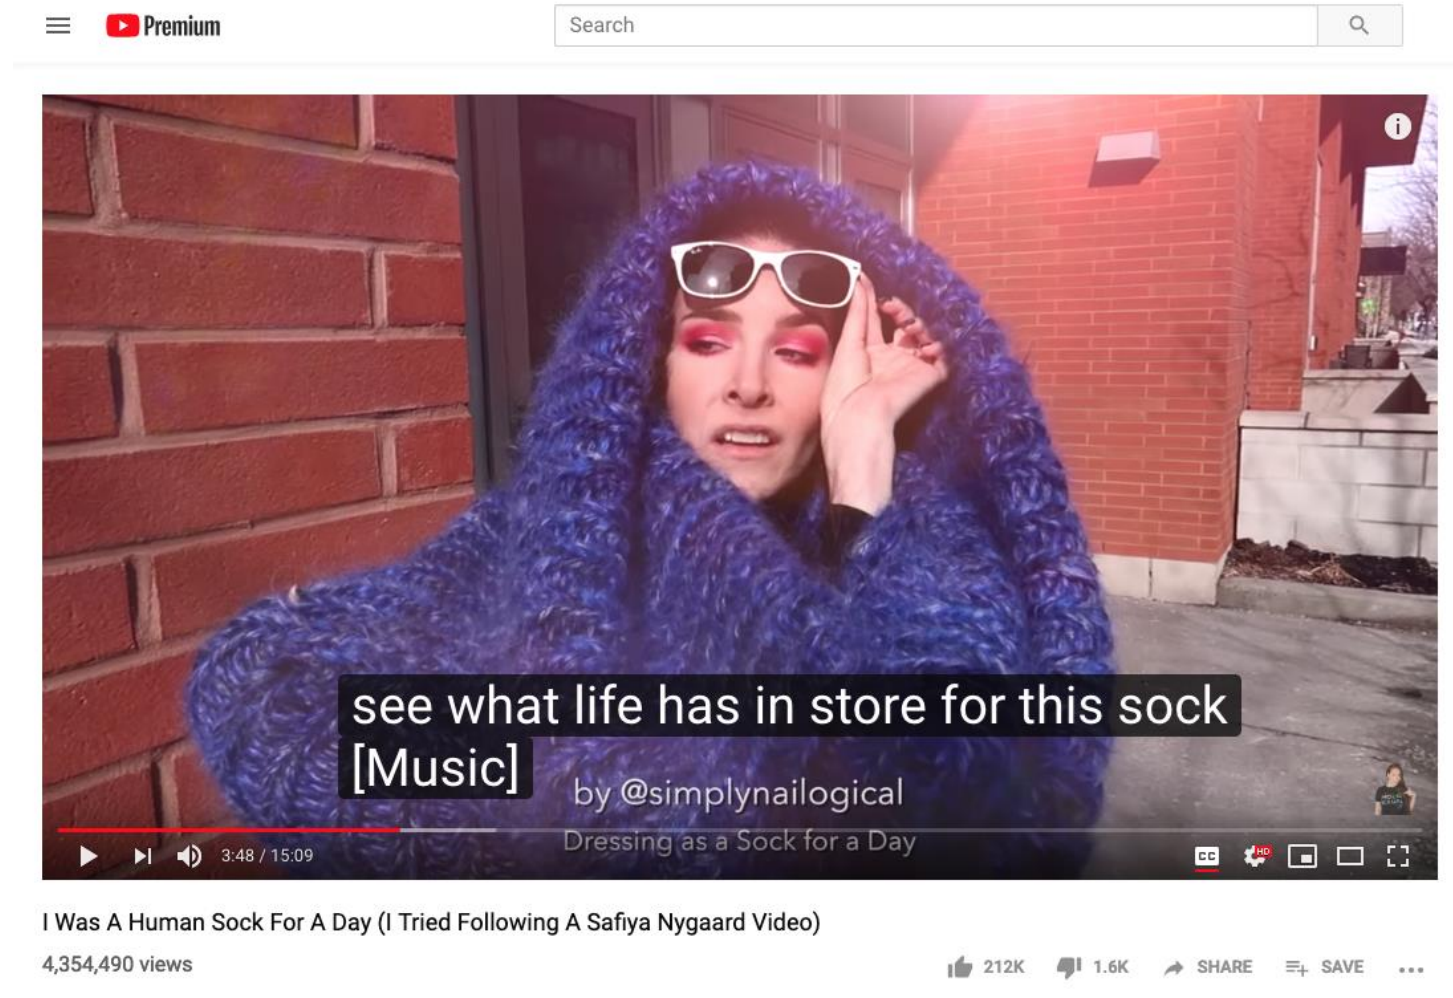 Premium
Search
see what life has in store for this sock
[Music]
by @simplynailogical
Dressing as a Sock for a Day
3:48 / 15:09
CC
HD
I Was A Human Sock For A Day (I Tried Following A Safiya Nygaard Video)
4,354,490 views
212K
1.6K
SHARE
SAVE